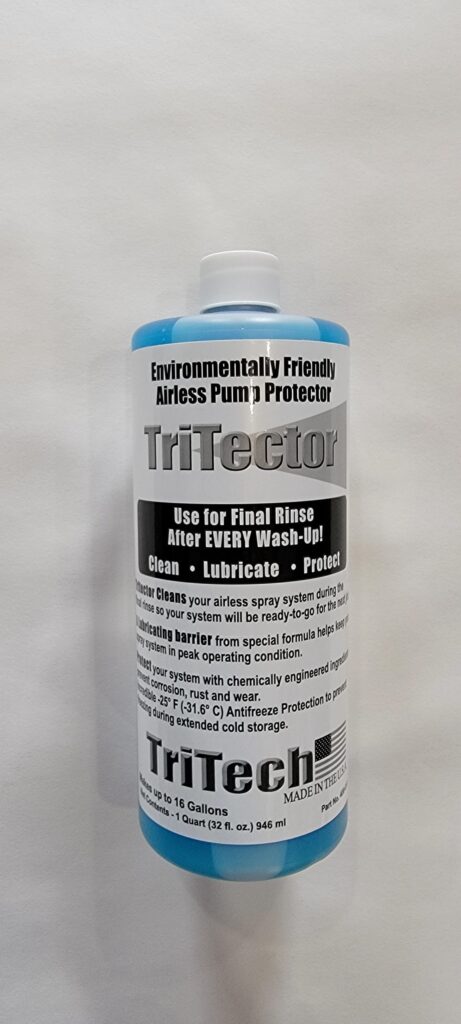 Environmentally Friendly
Airless Pump Protector
TriTector
Use for Final Rinse
After EVERY Wash-Up!
Clean • Lubricate • Protect
Cleans your airless spray system during the
rinse so your system will be ready-to-go for the
Lubricating barrier from special formula helps keep
system in peak operating condition.
your system with chemically engineered
corrosion, rust and wear.
-25° F (-31.6° C) Antifreeze Protection to prevent
during extended cold storage.
TriTech
MADE IN THE U.S.A.
up to 16 Gallons
Contents - 1 Quart (32 fl. oz.) 946 ml
Part No.